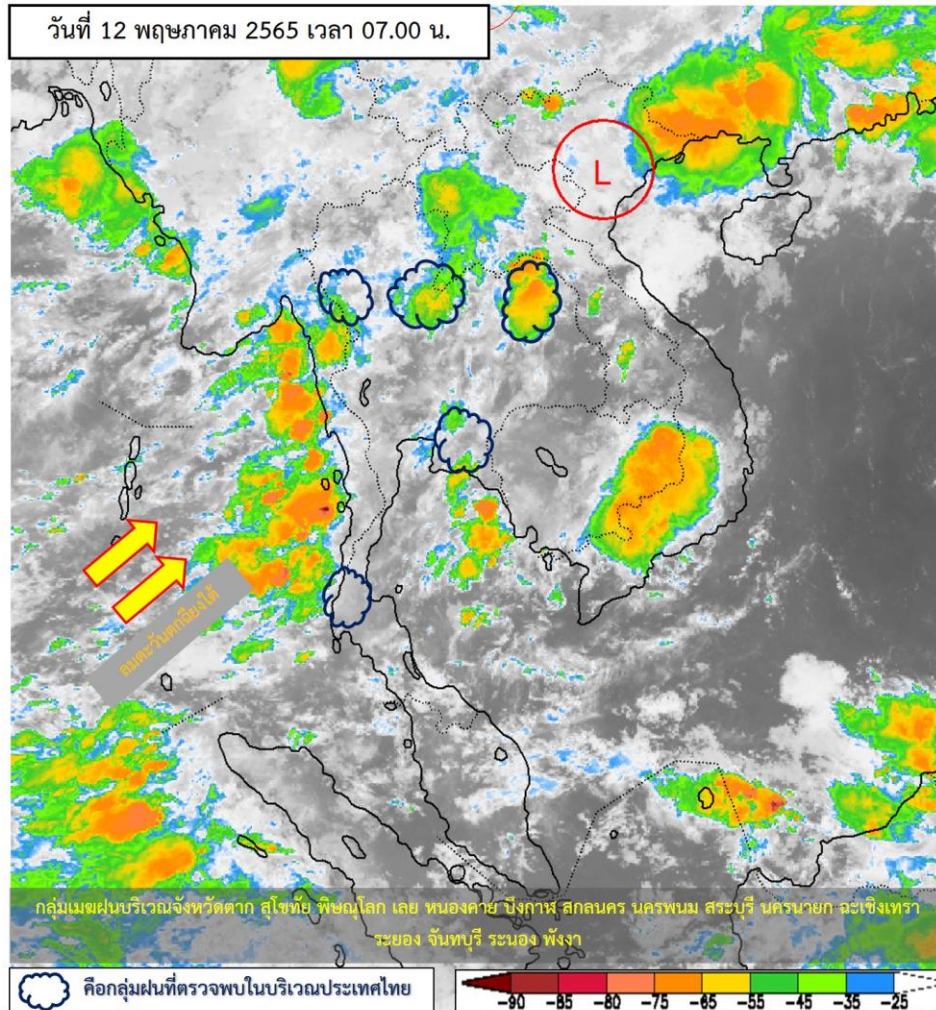 วันที่ 12 พฤษภาคม 2565 เวลา 07.00 น.
L
ลมตะวันตกเฉียงใต้
กลุ่มเมฆฝนบริเวณจังหวัดตาก สุโขทัย พิษณุโลก เลย หนองคาย บึงกาฬ สกลนคร นครพนม สระบุรี นครนายก ฉะเชิงเทรา
ระยอง จันทบุรี ระนอง พังงา
คือกลุ่มฝนที่ตรวจพบในบริเวณประเทศไทย
-90 -85 -80 -75 -65 -55 -45 -35 -25